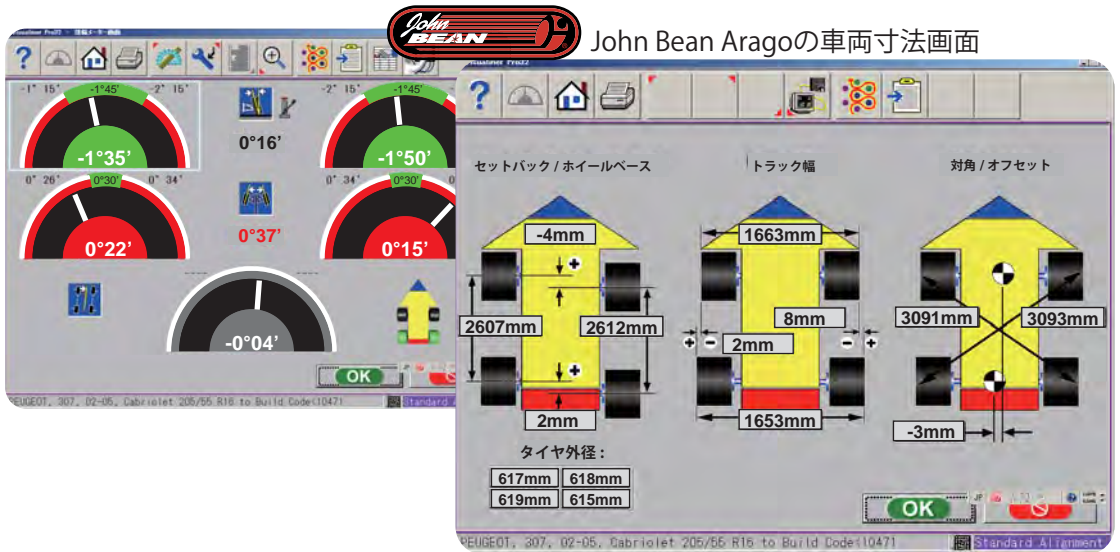 John
BEAN
John Bean Aragoの車両寸法画面
-1° 15' -1°45' -2° 15'
-1°35'
0°16'
-2° 15' -1°45'
-1°50'
0° 26' 0°30' 0° 34'
0°22'
0°37'
0° 34' 0°30'
0°15'
-0°04'
OK
PEUGEOT, 307, 02-05, Cabriolet 205/55 R16 to Build Code:10471
Standard
セットバック / ホイールベース
-4mm
2607mm
2612mm
2mm
タイヤ外径 :
617mm 618mm
619mm 615mm
トラック幅
1663mm
8mm
2mm
1653mm
対角 / オフセット
3091mm
3093mm
-3mm
OK
JP
PEUGEOT, 307, 02-05, Cabriolet 205/55 R16 to Build Code:10471
Standard Alignment